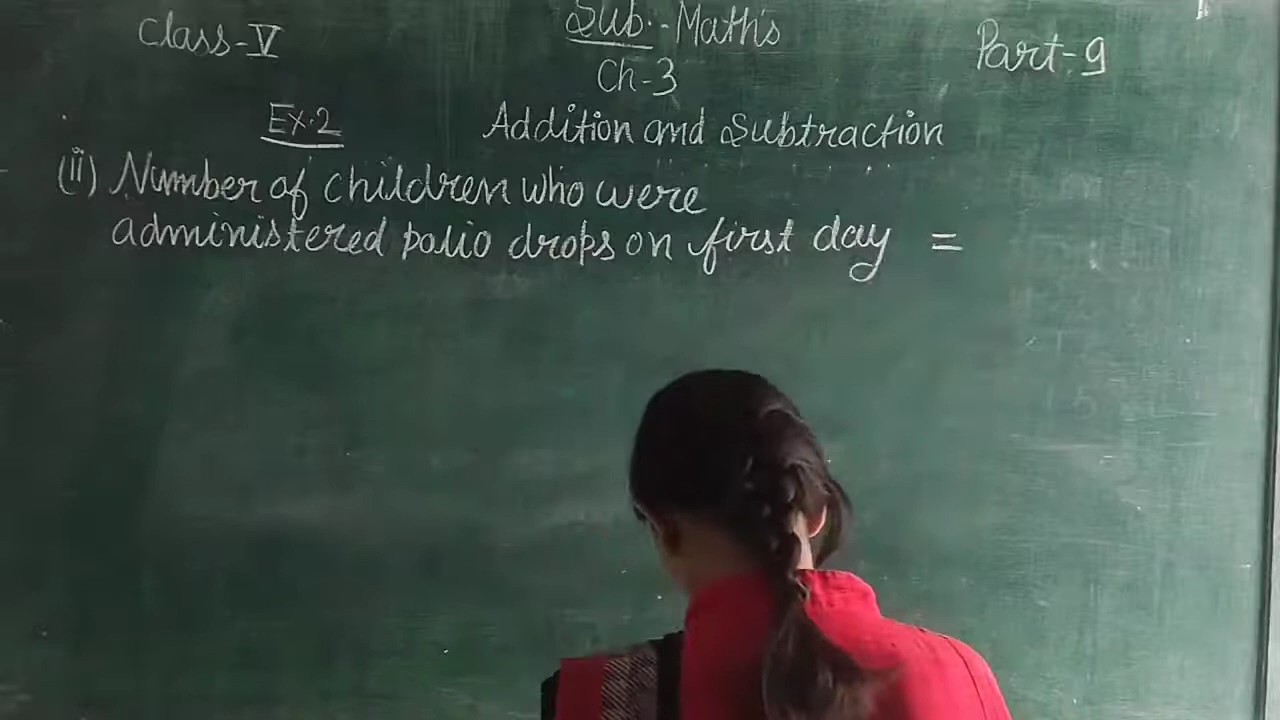 Class-V
Sub.-Math's
Part-9
Ch-3
Ex.2
Addition and Subtraction
(ii) Number of children who were
administered polio drops on first day =